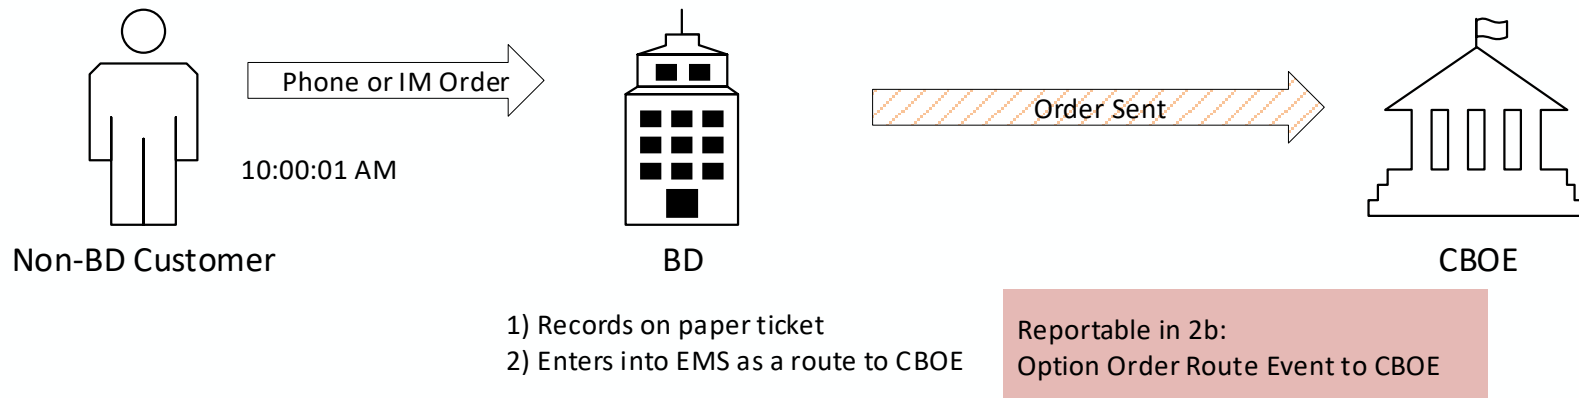 Phone or IM Order
Order Sent
10:00:01 AM
Non-BD Customer
BD
CBOE
1) Records on paper ticket
2) Enters into EMS as a route to CBOE
Reportable in 2b:
Option Order Route Event to CBOE